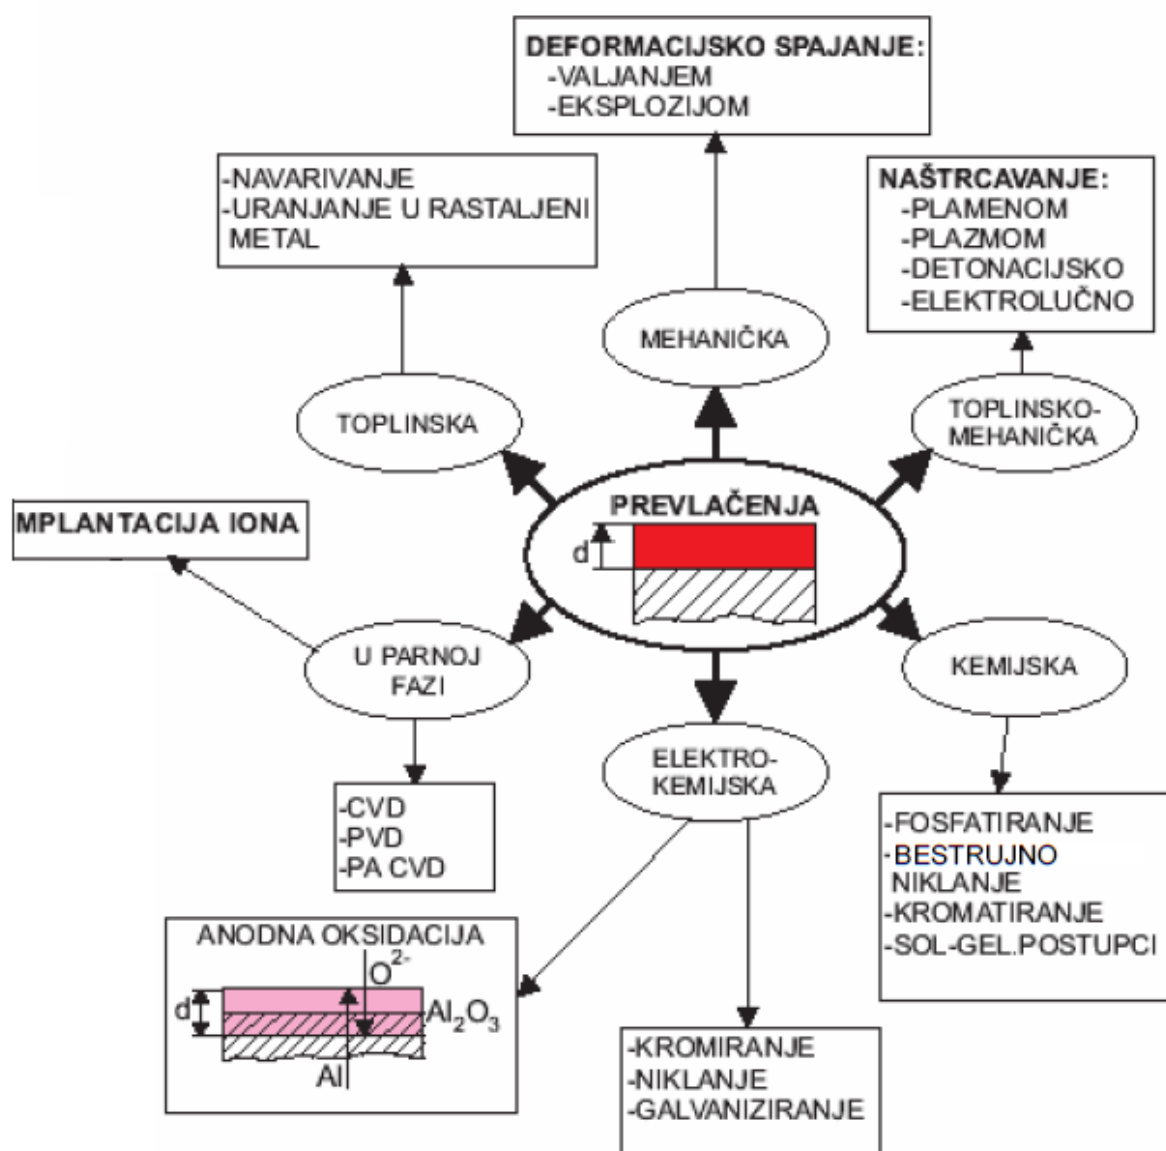 DEFORMACIJSKO SPAJANJE:
-VALJANJEM
-EKSPLOZIJOM
-NAVARIVANJE
-URANJANJE U RASTALJENI
METAL
NAŠTRCAVANJE:
-PLAMENOM
-PLAZMOM
-DETONACIJSKO
-ELEKTROLUČNO
MEHANIČKA
TOPLINSKA
TOPLINSKO-
MEHANIČKA
PREVLAČENJA
d
MPLANTACIJA IONA
U PARNOJ
FAZI
KEMIJSKA
ELEKTRO-
KEMIJSKA
-CVD
-PVD
-PA CVD
-FOSFATIRANJE
-BESTRUJNO
NIKLANJE
-KROMATIRANJE
-SOL-GEL.POSTUPCI
ANODNA OKSIDACIJA
O²⁻
d
Al₂O₃
Al
-KROMIRANJE
-NIKLANJE
-GALVANIZIRANJE